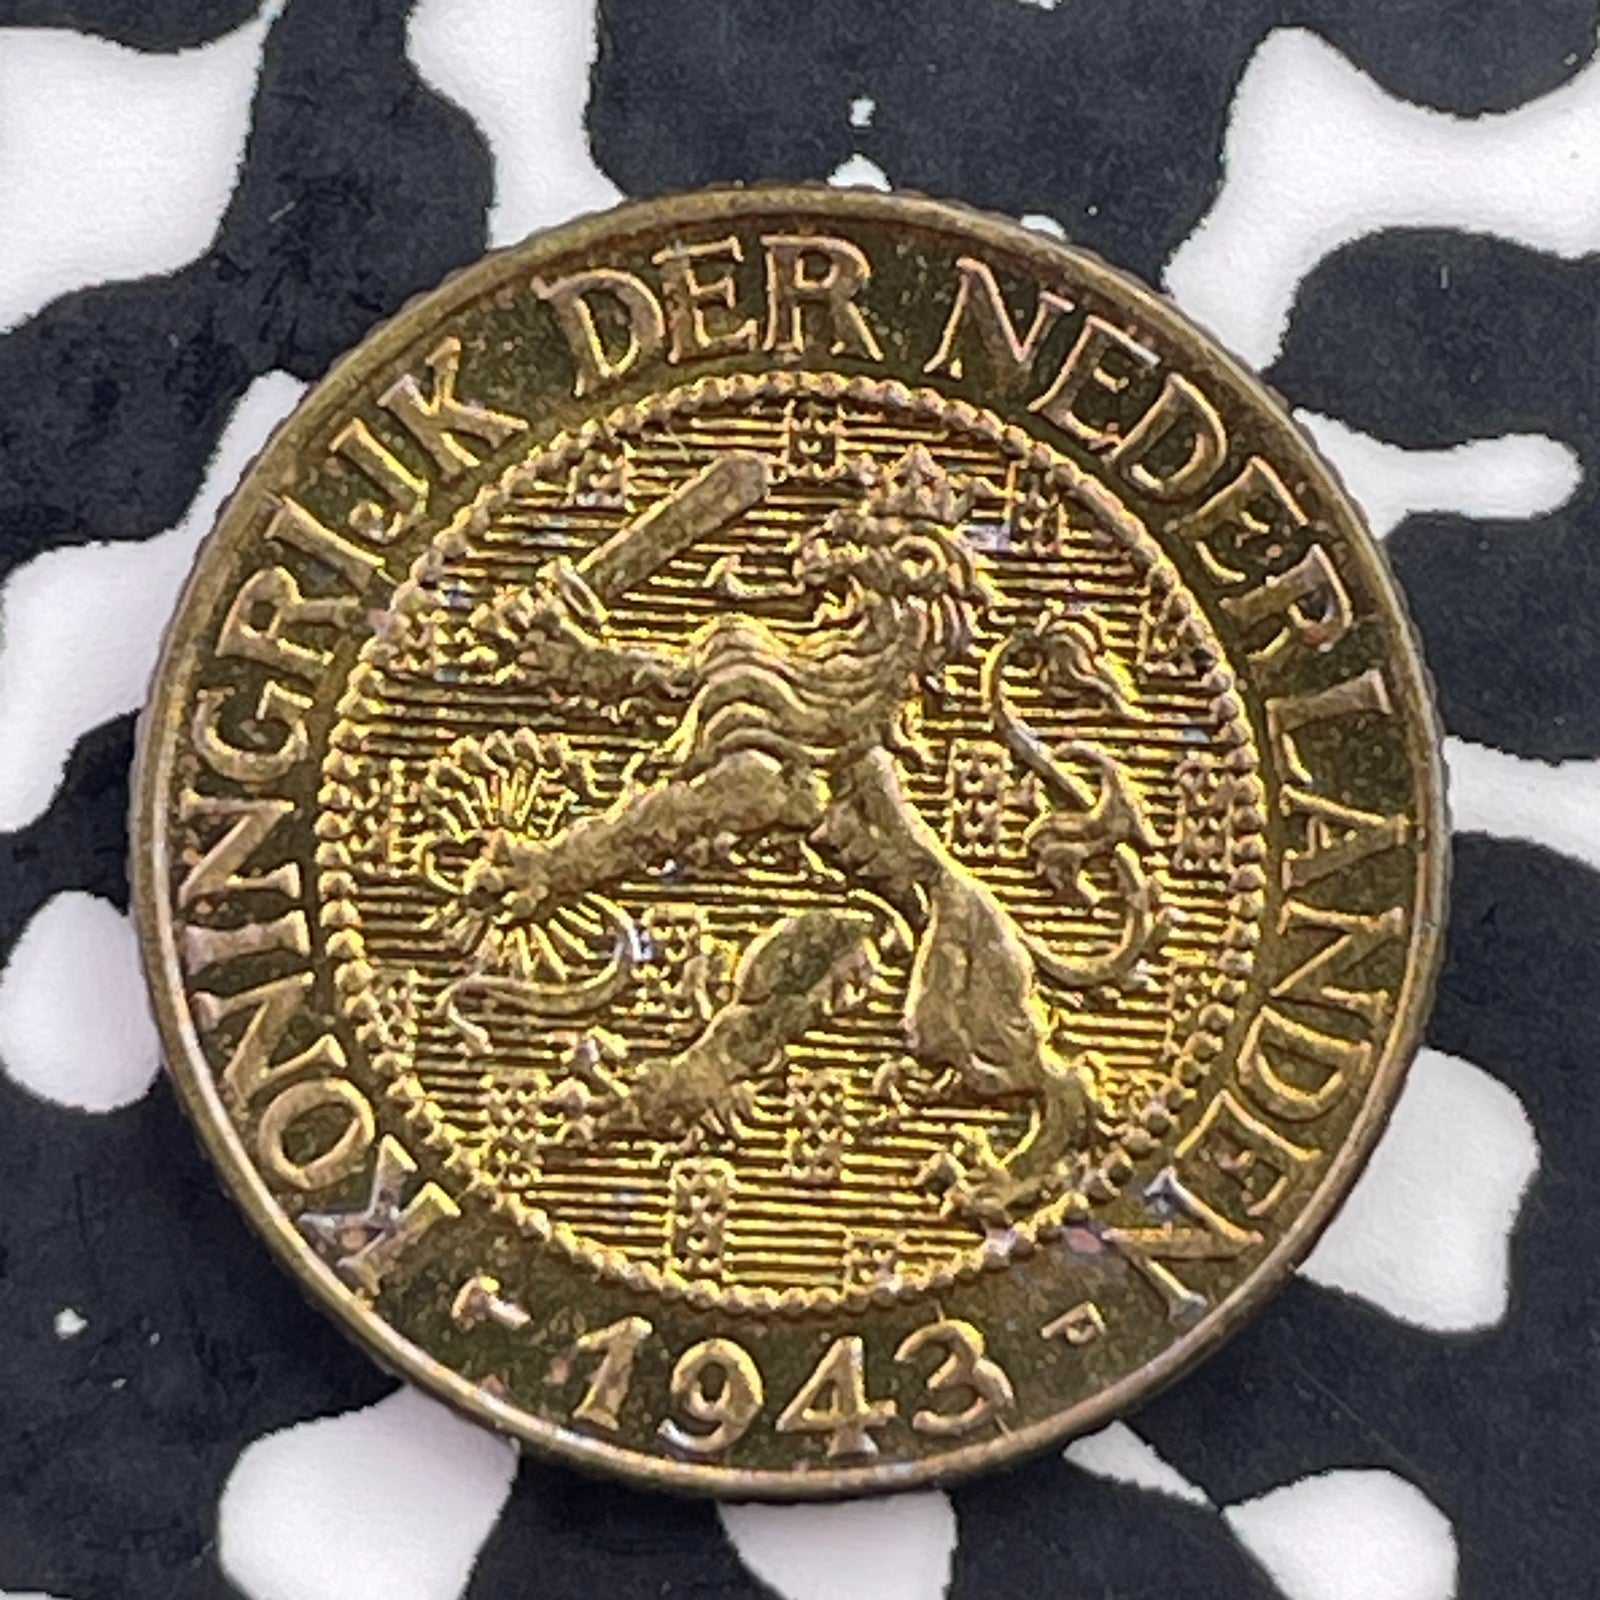 KONINGRIJK DER NEDERLANDEN
1943 P